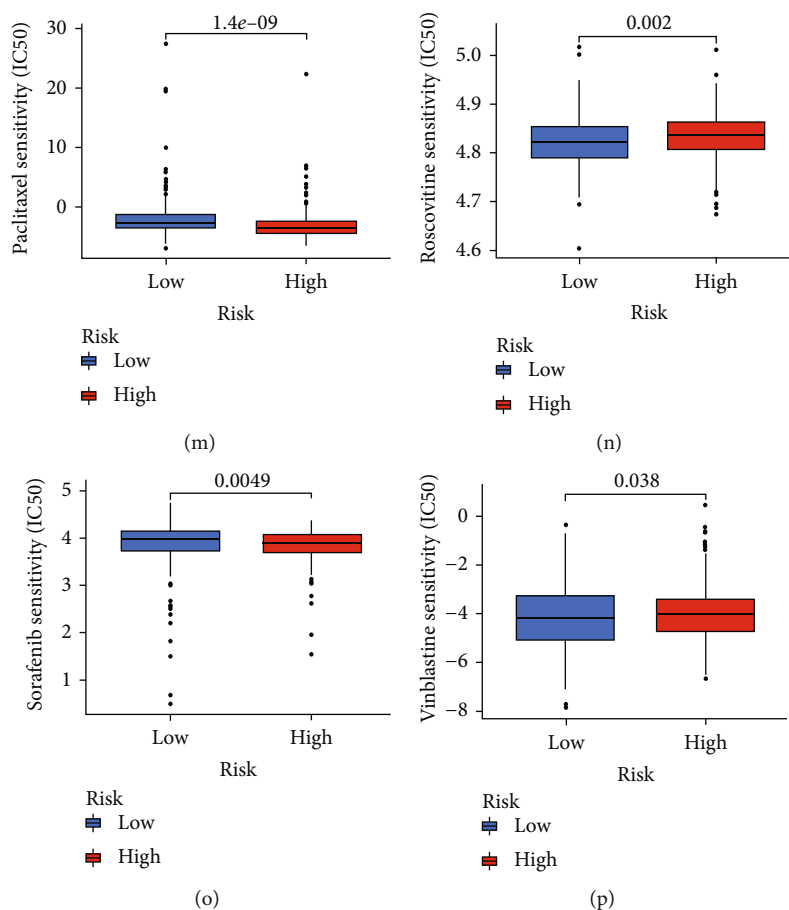 Paclitaxel sensitivity (IC50)
30
20
10
0
1.4e–09
Low
High
Risk
Risk
Low
High
(m)
Roscovitine sensitivity (IC50)
5.0
4.9
4.8
4.7
4.6
0.002
Low
High
Risk
Risk
Low
High
(n)
Sorafenib sensitivity (IC50)
5
4
3
2
1
0.0049
Low
High
Risk
Risk
Low
High
(o)
Vinblastine sensitivity (IC50)
0
−2
−4
−6
−8
0.038
Low
High
Risk
Risk
Low
High
(p)